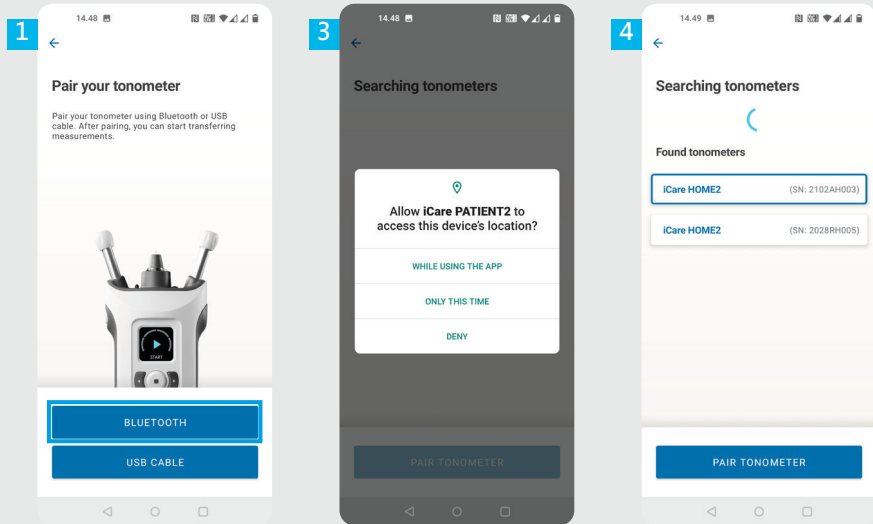 1
14.48
Pair your tonometer
Pair your tonometer using Bluetooth or USB
cable. After pairing, you can start transferring
measurements.
START
BLUETOOTH
USB CABLE
3
14.48
Searching tonometers
Allow iCare PATIENT2 to
access this device's location?
WHILE USING THE APP
ONLY THIS TIME
DENY
PAIR TONOMETER
4
14.49
Searching tonometers
Found tonometers
iCare HOME2 (SN: 2102AH003)
iCare HOME2 (SN: 2028RH005)
PAIR TONOMETER